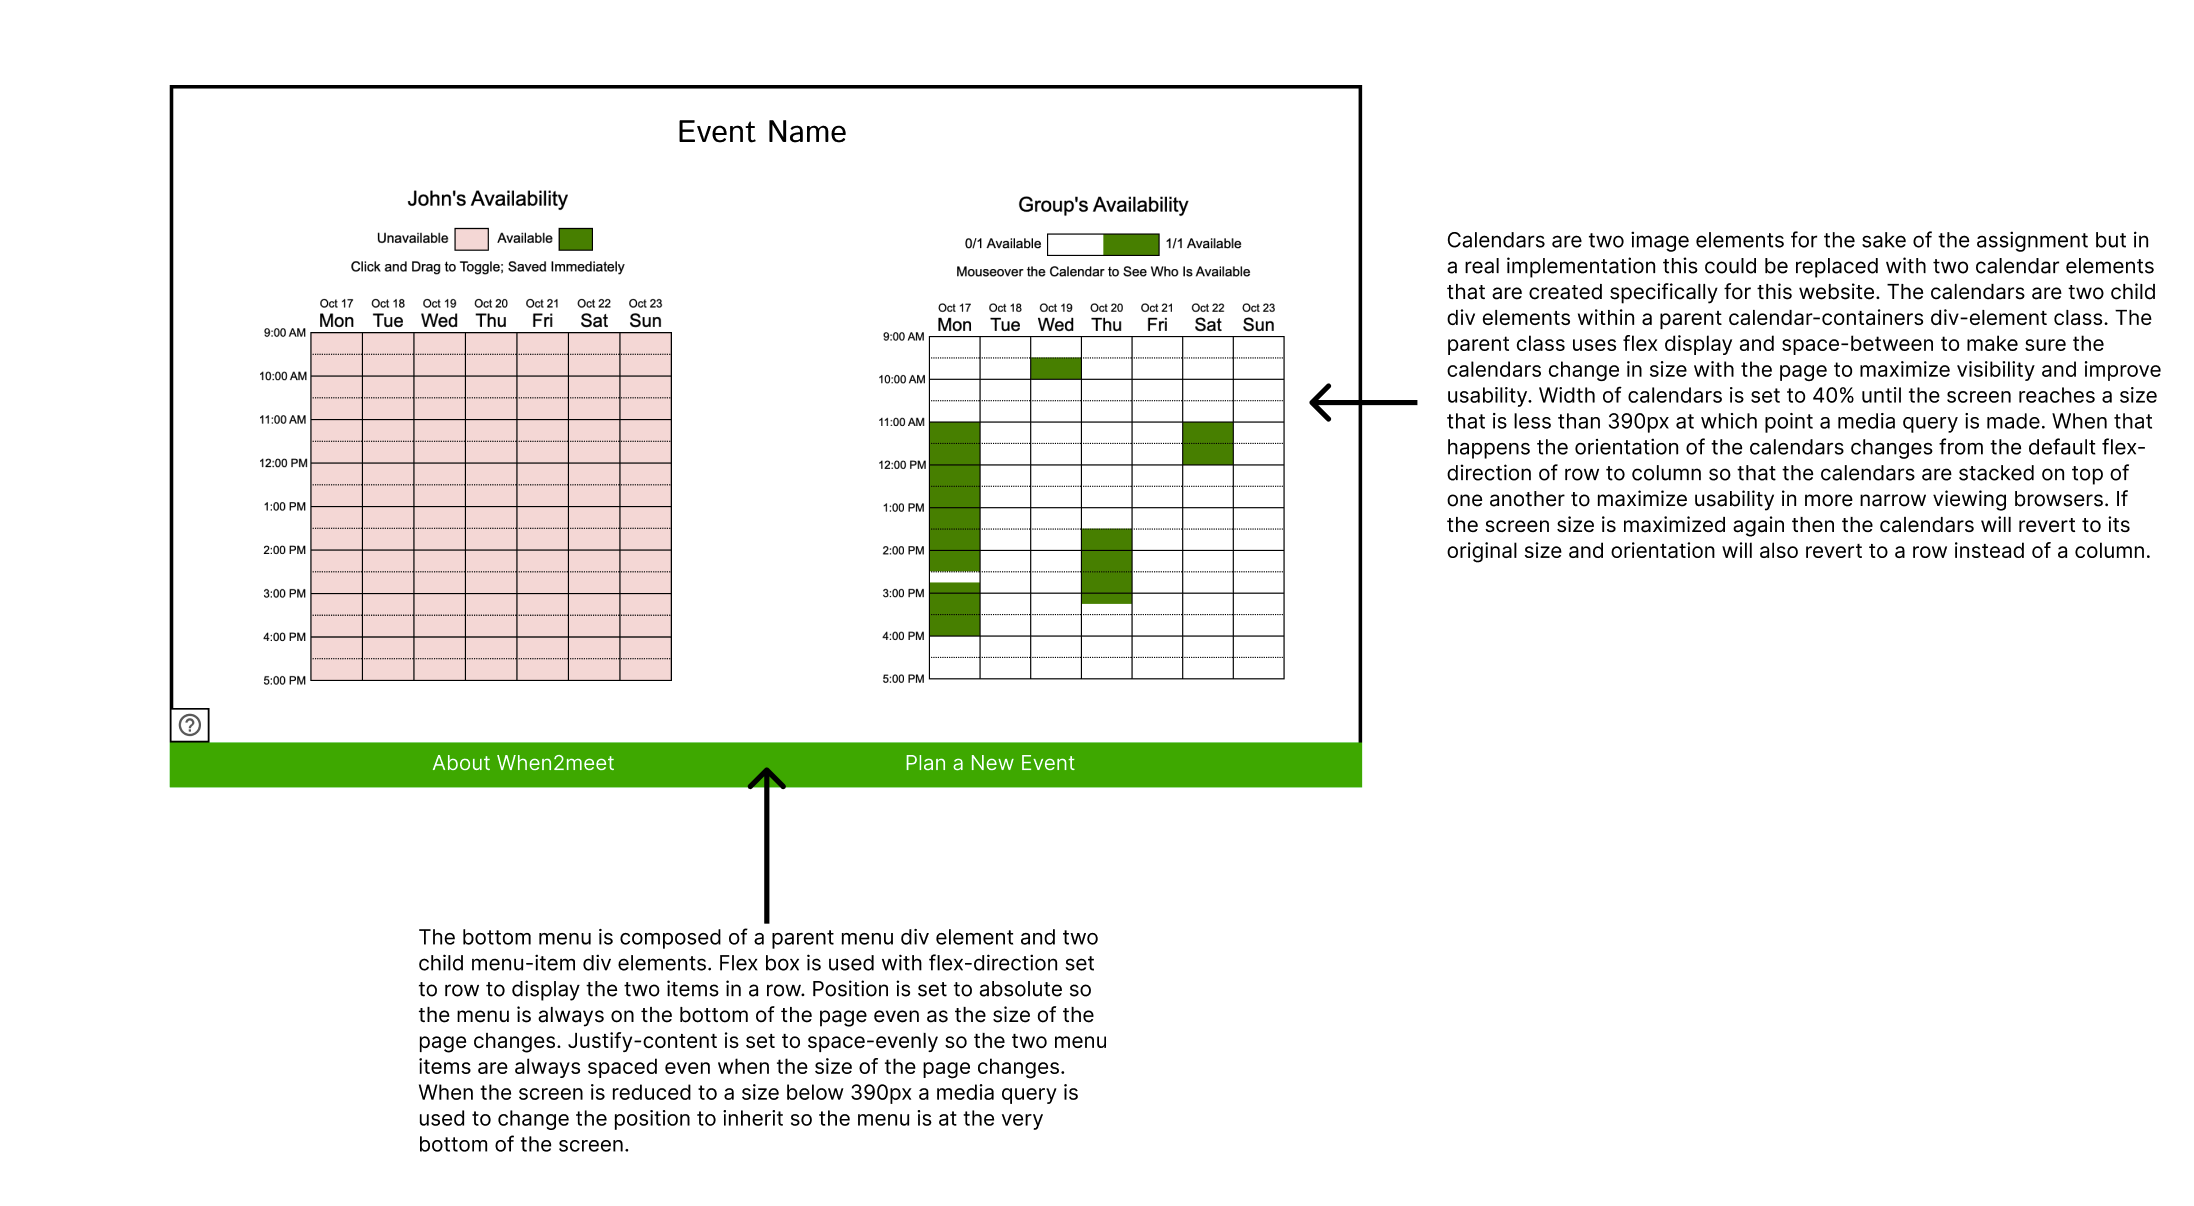 Event Name
John's Availability
Unavailable Available
Click and Drag to Toggle; Saved Immediately
Oct 17 Oct 18 Oct 19 Oct 20 Oct 21 Oct 22 Oct 23
Mon Tue Wed Thu Fri Sat Sun
9:00 AM
10:00 AM
11:00 AM
12:00 PM
1:00 PM
2:00 PM
3:00 PM
4:00 PM
5:00 PM
Group's Availability
0/1 Available 1/1 Available
Mouseover the Calendar to See Who Is Available
Oct 17 Oct 18 Oct 19 Oct 20 Oct 21 Oct 22 Oct 23
Mon Tue Wed Thu Fri Sat Sun
9:00 AM
10:00 AM
11:00 AM
12:00 PM
1:00 PM
2:00 PM
3:00 PM
4:00 PM
5:00 PM
?
About When2meet Plan a New Event
Calendars are two image elements for the sake of the assignment but in
a real implementation this could be replaced with two calendar elements
that are created specifically for this website. The calendars are two child
div elements within a parent calendar-containers div-element class. The
parent class uses flex display and space-between to make sure the
calendars change in size with the page to maximize visibility and improve
usability. Width of calendars is set to 40% until the screen reaches a size
that is less than 390px at which point a media query is made. When that
happens the orientation of the calendars changes from the default flex-
direction of row to column so that the calendars are stacked on top of
one another to maximize usability in more narrow viewing browsers. If
the screen size is maximized again then the calendars will revert to its
original size and orientation will also revert to a row instead of a column.
The bottom menu is composed of a parent menu div element and two
child menu-item div elements. Flex box is used with flex-direction set
to row to display the two items in a row. Position is set to absolute so
the menu is always on the bottom of the page even as the size of the
page changes. Justify-content is set to space-evenly so the two menu
items are always spaced even when the size of the page changes.
When the screen is reduced to a size below 390px a media query is
used to change the position to inherit so the menu is at the very
bottom of the screen.